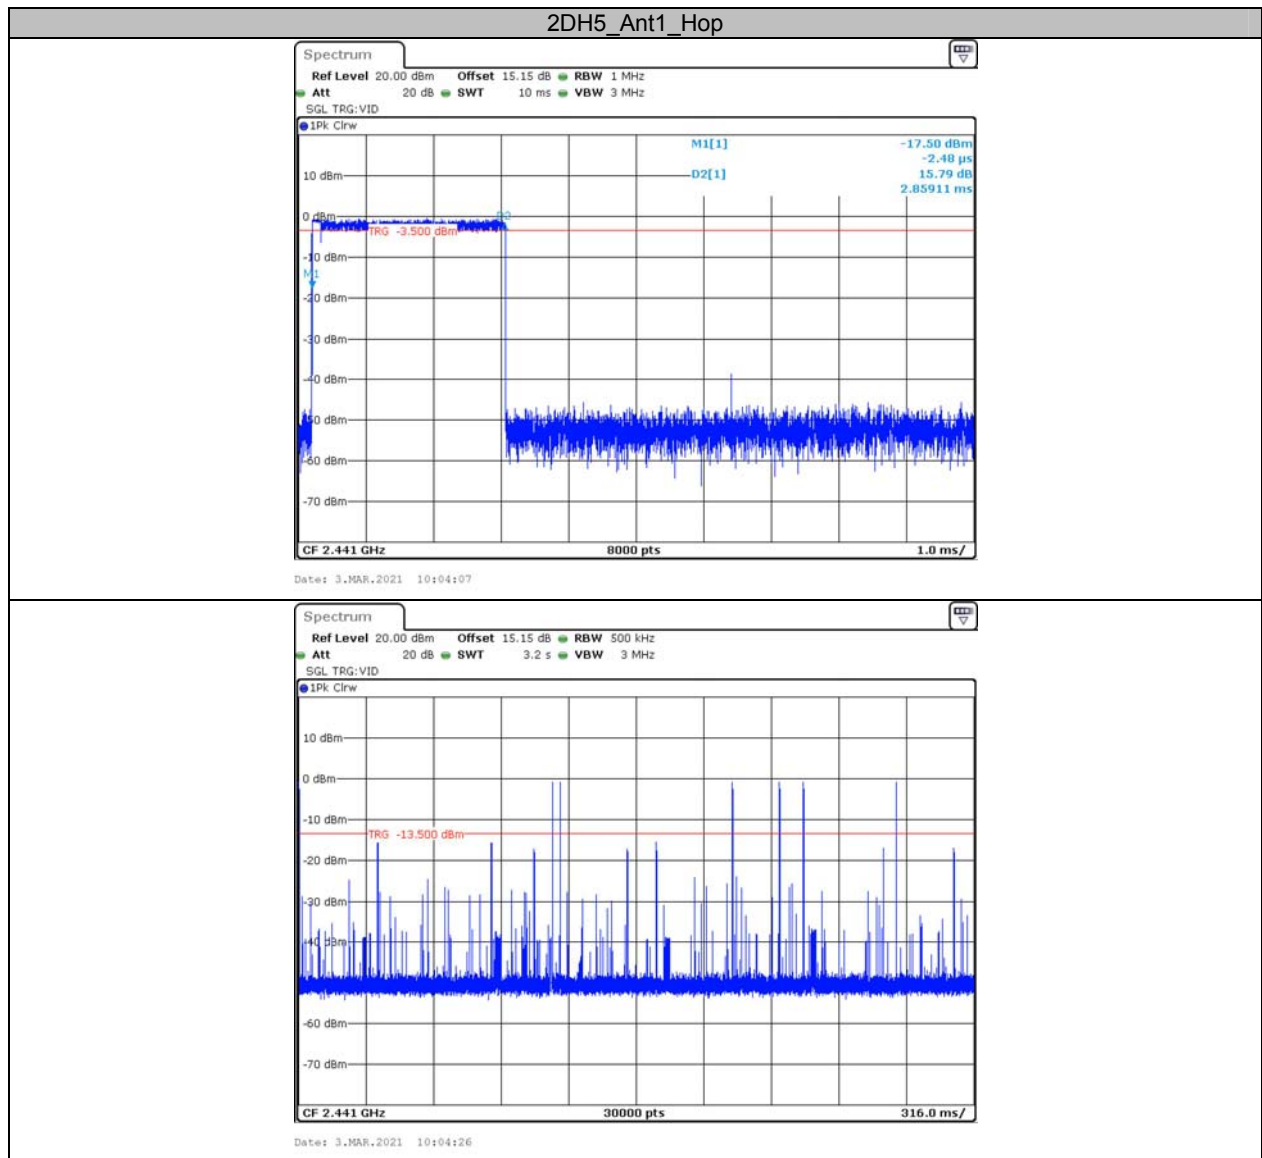 2DH5_Ant1_Hop
Spectrum
Ref Level 20.00 dBm Offset 15.15 dB RBW 1 MHz
Att 20 dB SWT 10 ms VBW 3 MHz
SGL TRG:VID
1Pk Clrw
M1[1] -17.50 dBm
-2.48 µs
10 dBm D2[1] 15.79 dB
2.85911 ms
0 dBm D2
TRG -3.500 dBm
-10 dBm
M1
-20 dBm
-30 dBm
-40 dBm
-50 dBm
-60 dBm
-70 dBm
CF 2.441 GHz 8000 pts 1.0 ms/
Date: 3.MAR.2021 10:04:07
Spectrum
Ref Level 20.00 dBm Offset 15.15 dB RBW 500 kHz
Att 20 dB SWT 3.2 s VBW 3 MHz
SGL TRG:VID
1Pk Clrw
10 dBm
0 dBm
-10 dBm
TRG -13.500 dBm
-20 dBm
-30 dBm
-40 dBm
-60 dBm
-70 dBm
CF 2.441 GHz 30000 pts 316.0 ms/
Date: 3.MAR.2021 10:04:26